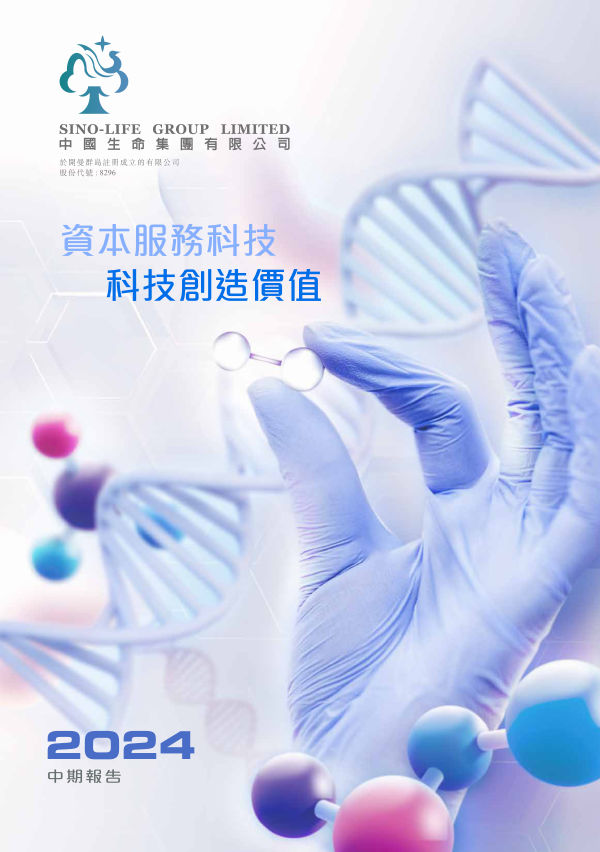 SINO-LIFE GROUP LIMITED
中國生命集團有限公司
於開曼群島註冊成立的有限公司
股份代號 : 8296
資本服務科技
科技創造價值
2024
中期報告